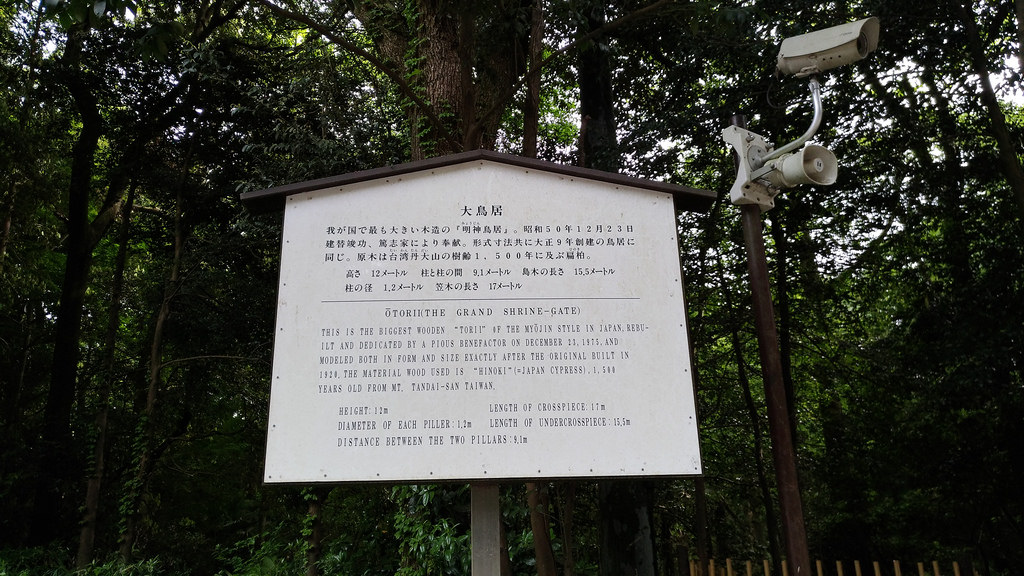 大鳥居
我が国で最も大きい木造の『明神鳥居』。昭和50年12月23日
建替竣功、篤志家により奉献。形式寸法共に大正9年創建の鳥居に
同じ。原木は台湾丹大山の樹齢1,500年に及ぶ扁柏。
高さ 12メートル 柱と柱の間 9,1メートル 島木の長さ 15,5メートル
柱の径 1,2メートル 笠木の長さ 17メートル
ŌTORII(THE GRAND SHRINE-GATE)
THIS IS THE BIGGEST WOODEN "TORII" OF THE MYŌJIN STYLE IN JAPAN,REBU-
ILT AND DEDICATED BY A PIOUS BENEFACTOR ON DECEMBER 23,1975,AND
MODELED BOTH IN FORM AND SIZE EXACTLY AFTER THE ORIGINAL BUILT IN
1920,THE MATERIAL WOOD USED IS "HINOKI"(=JAPAN CYPRESS),1,500
YEARS OLD FROM MT, TANDAI-SAN TAIWAN,
HEIGHT:12m LENGTH OF CROSSPIECE:17m
DIAMETER OF EACH PILLER:1,2m LENGTH OF UNDERCROSSPIECE:15,5m
DISTANCE BETWEEN THE TWO PILLARS:9,1m